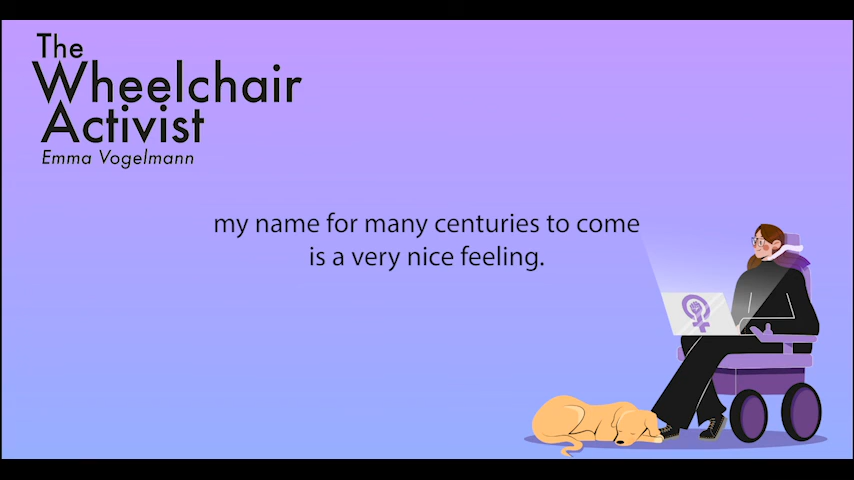 The
Wheelchair
Activist
Emma Vogelmann
my name for many centuries to come
is a very nice feeling.